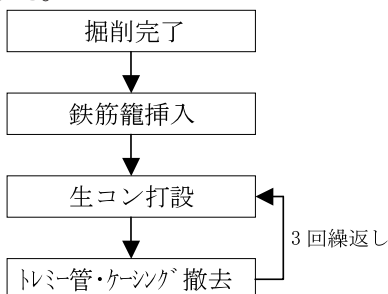 掘削完了
鉄筋籠挿入
生コン打設
3回繰返し
トレミー管・ケーシング撤去